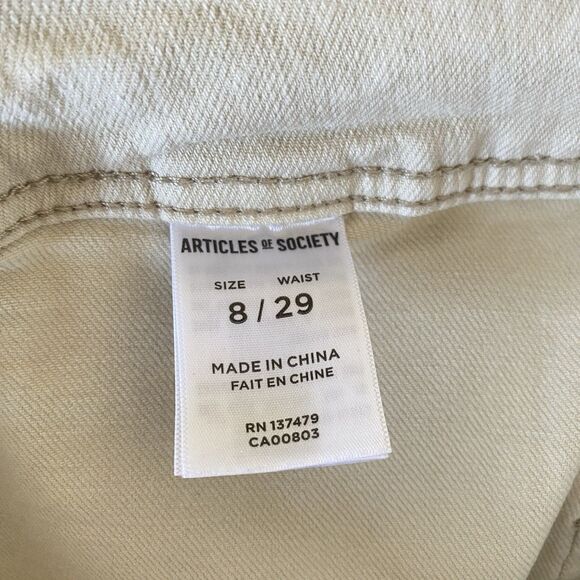 ARTICLES OF SOCIETY
SIZE WAIST
8 / 29
MADE IN CHINA
FAIT EN CHINE
RN 137479
CA00803